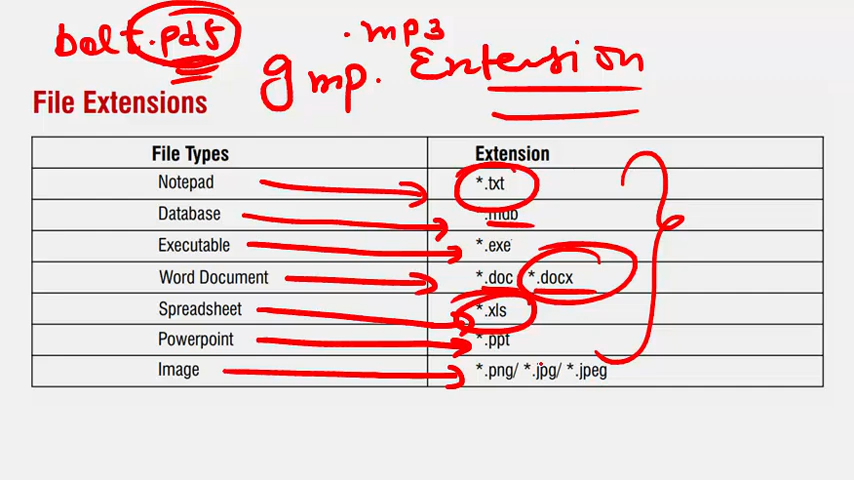 .mp3
bolt.pdf
gmp. Extension
File Extensions
File Types Extension
Notepad *.txt
Database *.mdb
Executable *.exe
Word Document *.doc *.docx
Spreadsheet *.xls
Powerpoint *.ppt
Image *.png/ *.jpg/ *.jpeg